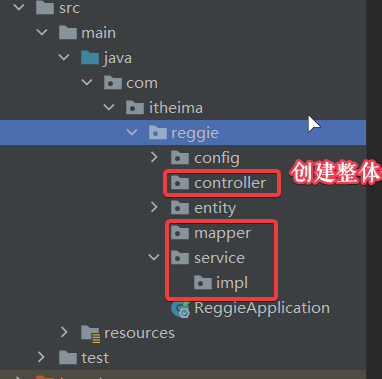 src
main
java
com
itheima
reggie
config
controller
创建整体
entity
mapper
service
impl
ReggieApplication
resources
test